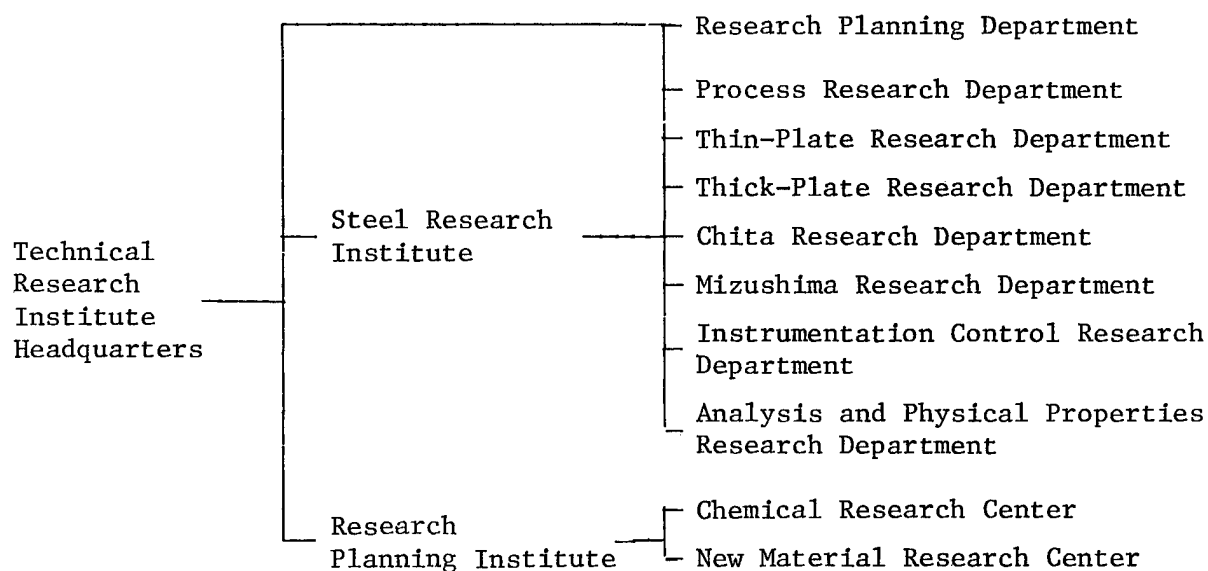 Technical
Research
Institute
Headquarters
Steel Research
Institute
Research
Planning Institute
Research Planning Department
Process Research Department
Thin-Plate Research Department
Thick-Plate Research Department
Chita Research Department
Mizushima Research Department
Instrumentation Control Research
Department
Analysis and Physical Properties
Research Department
Chemical Research Center
New Material Research Center